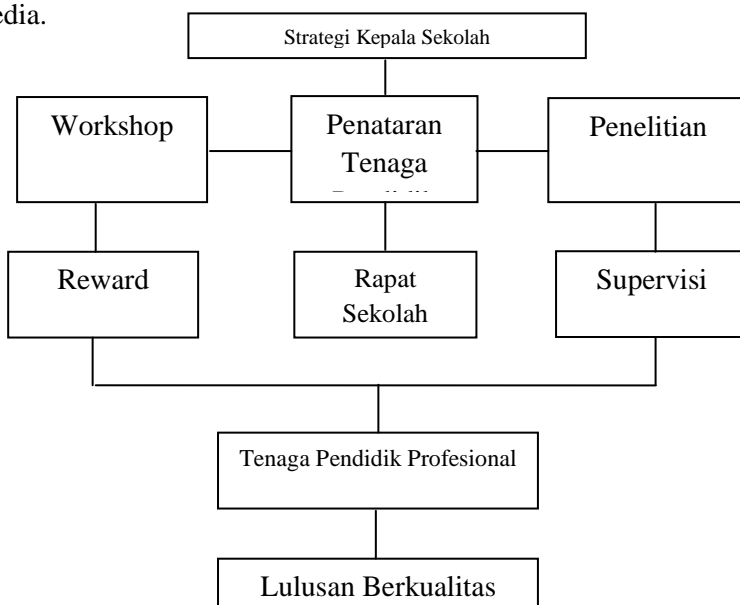 edia.
Strategi Kepala Sekolah
Workshop
Penataran
Tenaga
Penelitian
Reward
Rapat
Sekolah
Supervisi
Tenaga Pendidik Profesional
Lulusan Berkualitas